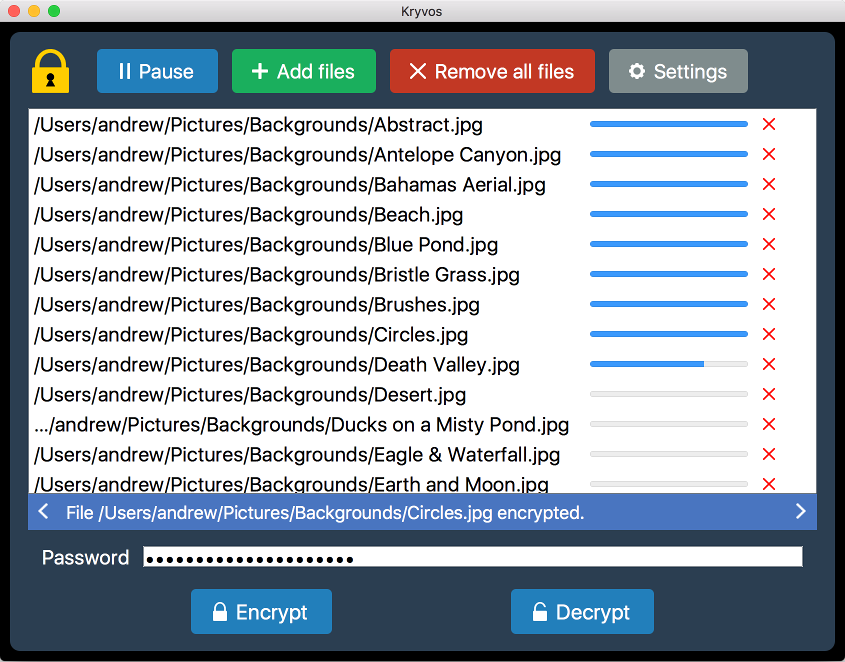 Kryvos
Pause
Add files
Remove all files
Settings
/Users/andrew/Pictures/Backgrounds/Abstract.jpg
/Users/andrew/Pictures/Backgrounds/Antelope Canyon.jpg
/Users/andrew/Pictures/Backgrounds/Bahamas Aerial.jpg
/Users/andrew/Pictures/Backgrounds/Beach.jpg
/Users/andrew/Pictures/Backgrounds/Blue Pond.jpg
/Users/andrew/Pictures/Backgrounds/Bristle Grass.jpg
/Users/andrew/Pictures/Backgrounds/Brushes.jpg
/Users/andrew/Pictures/Backgrounds/Circles.jpg
/Users/andrew/Pictures/Backgrounds/Death Valley.jpg
/Users/andrew/Pictures/Backgrounds/Desert.jpg
.../andrew/Pictures/Backgrounds/Ducks on a Misty Pond.jpg
/Users/andrew/Pictures/Backgrounds/Eagle & Waterfall.jpg
/Users/andrew/Pictures/Backgrounds/Earth and Moon.jpg
File /Users/andrew/Pictures/Backgrounds/Circles.jpg encrypted.
Password
Encrypt
Decrypt